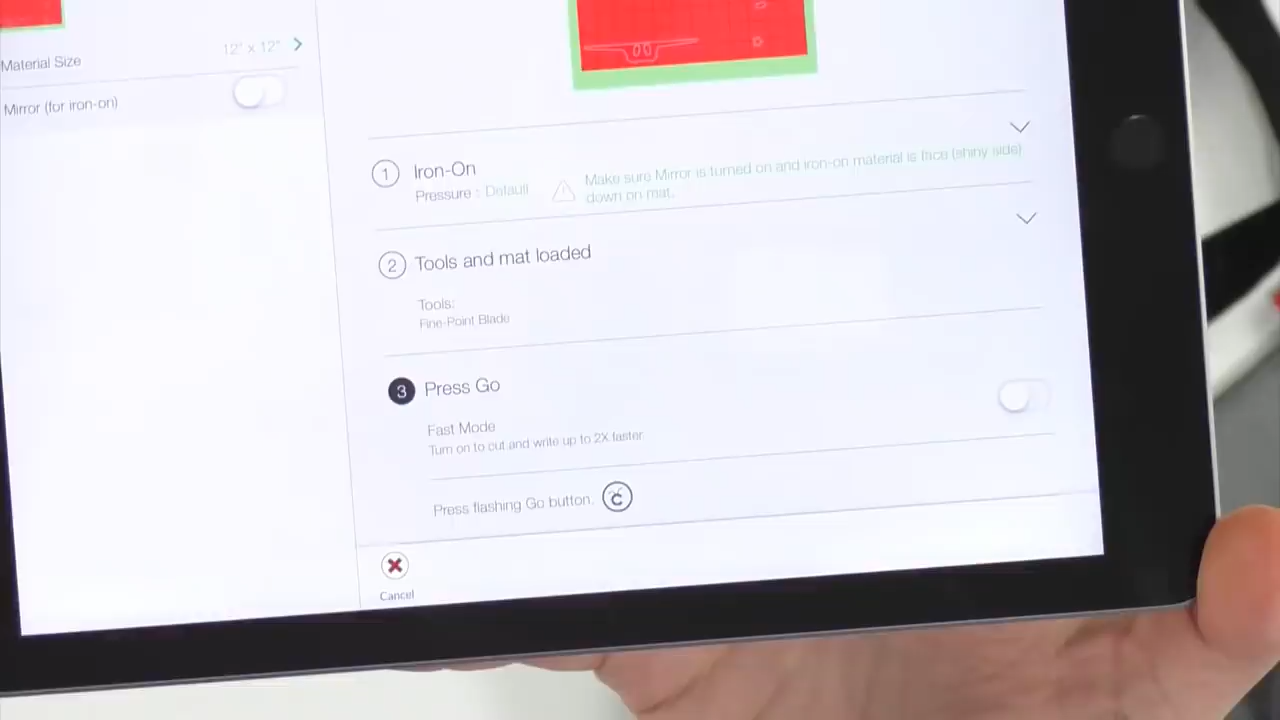 Material Size
12" x 12"
Mirror (for iron-on)
1
Iron-On
Pressure : Default
Make sure Mirror is turned on and iron-on material is face (shiny side)
down on mat.
2
Tools and mat loaded
Tools:
Fine-Point Blade
3
Press Go
Fast Mode
Turn on to cut and write up to 2X faster
Press flashing Go button.
Cancel